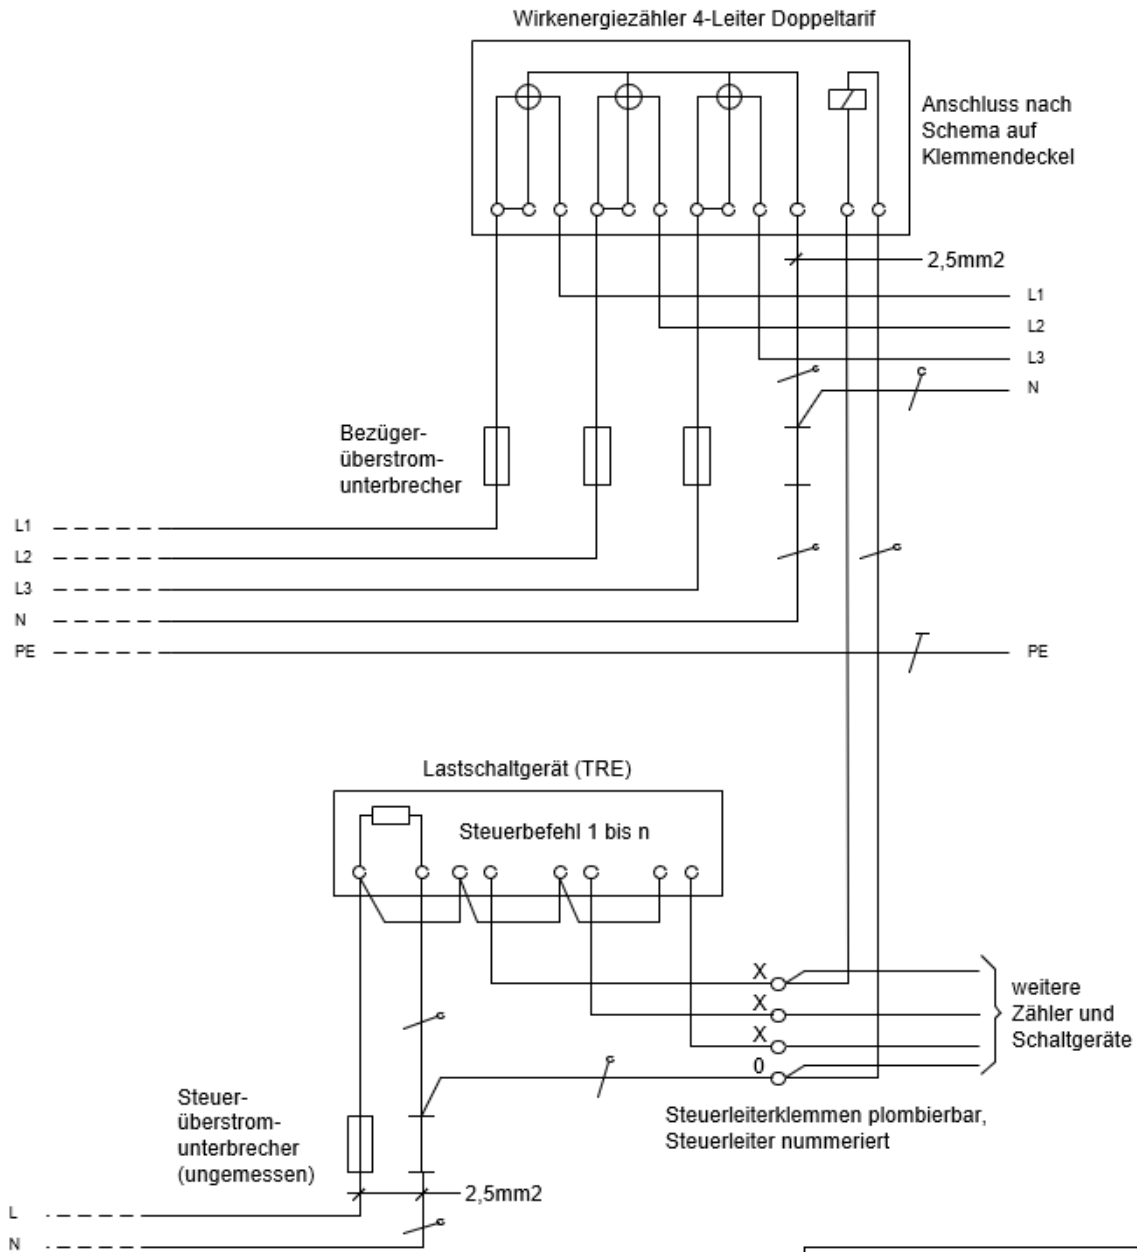 Wirkenergiezähler 4-Leiter Doppeltarif
Anschluss nach
Schema auf
Klemmendeckel
2,5mm2
L1
L2
L3
N
Bezüger-
überstrom-
unterbrecher
L1
L2
L3
N
PE
PE
Lastschaltgerät (TRE)
Steuerbefehl 1 bis n
X
X
X
0
weitere
Zähler und
Schaltgeräte
Steuer-
überstrom-
unterbrecher
(ungemessen)
Steuerleiterklemmen plombierbar,
Steuerleiter nummeriert
2,5mm2
L
N